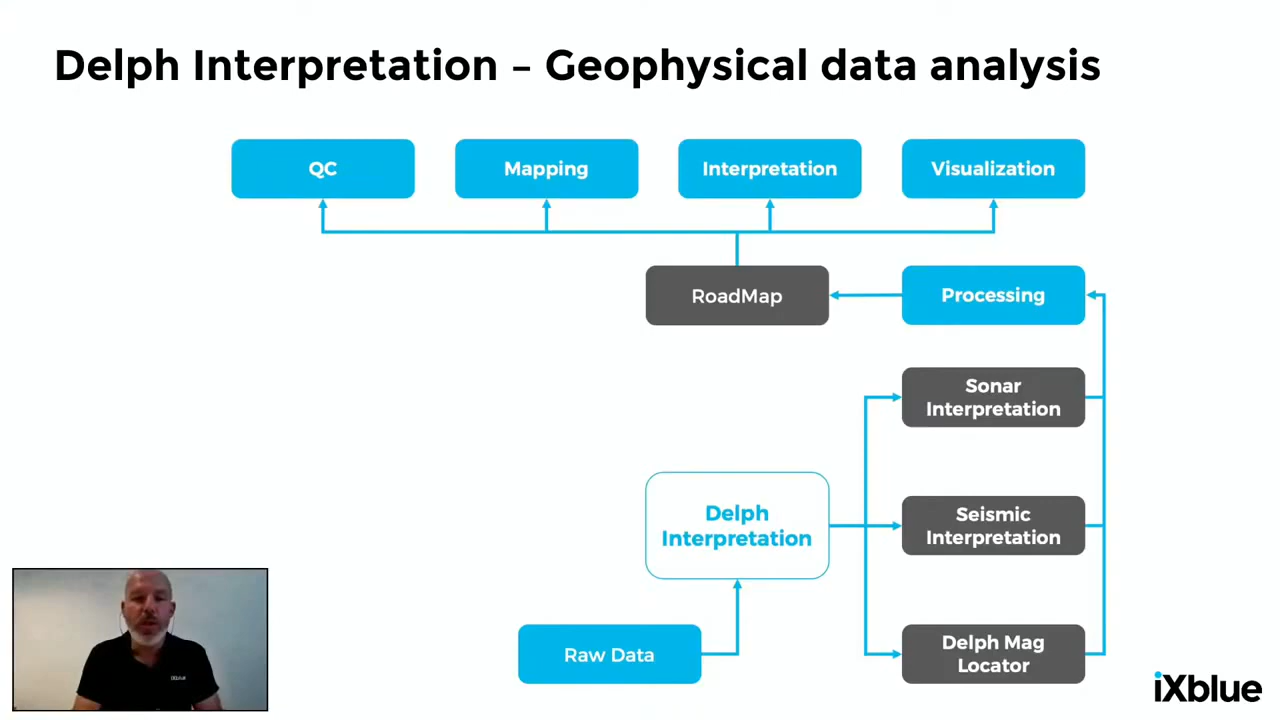 Delph Interpretation – Geophysical data analysis
QC
Mapping
Interpretation
Visualization
RoadMap
Processing
Sonar
Interpretation
Delph
Interpretation
Seismic
Interpretation
Raw Data
Delph Mag
Locator
iXblue